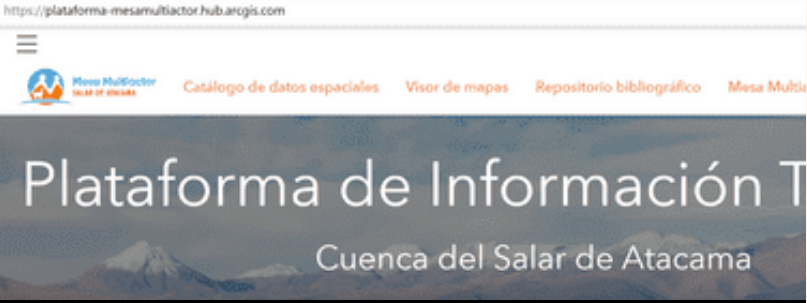 https://plataforma-mesamultiactor.hub.arcgis.com
Mesa Multiactor
SALAR DE ATACAMA
Catálogo de datos espaciales Visor de mapas Repositorio bibliográfico Mesa Multia
Plataforma de Información T
Cuenca del Salar de Atacama